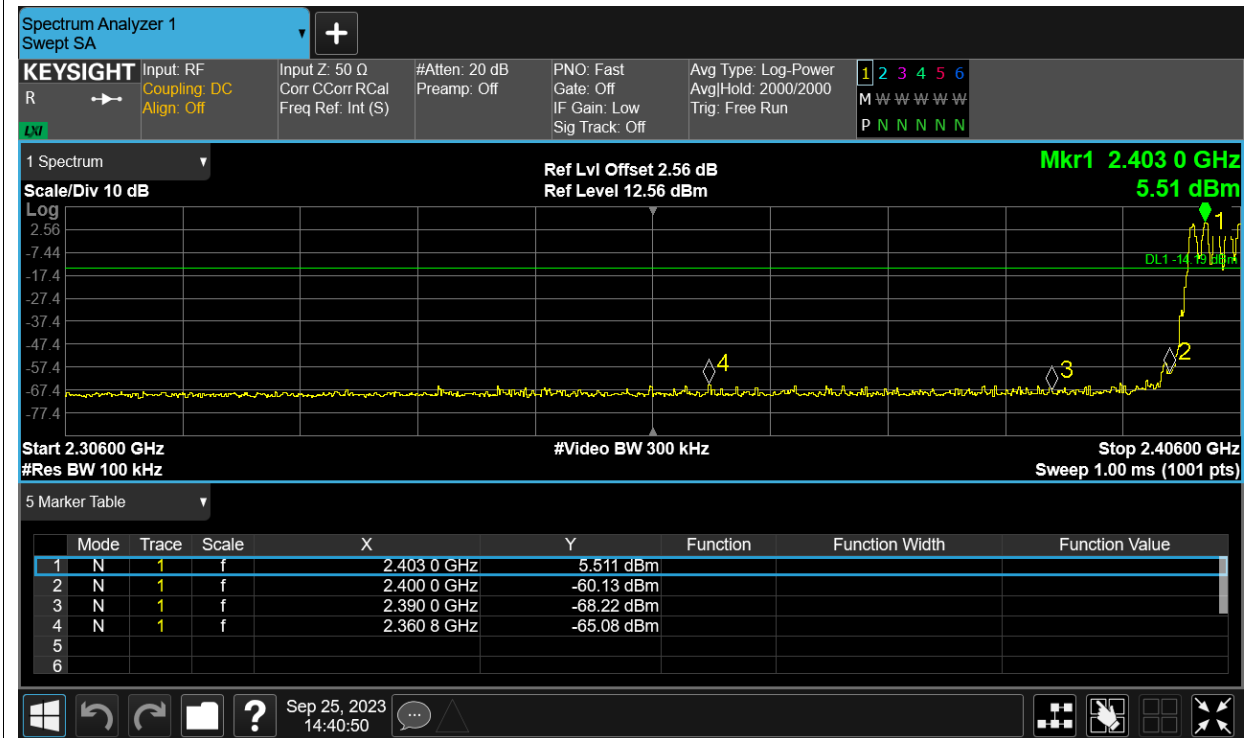 Spectrum Analyzer 1
Swept SA
KEYSIGHT
R
LXI
Input: RF
Coupling: DC
Align: Off
Input Z: 50 Ω
Corr CCorr RCal
Freq Ref: Int (S)
#Atten: 20 dB
Preamp: Off
PNO: Fast
Gate: Off
IF Gain: Low
Sig Track: Off
Avg Type: Log-Power
Avg|Hold: 2000/2000
Trig: Free Run
1 2 3 4 5 6
M W W W W W W
P N N N N N N
1 Spectrum
Scale/Div 10 dB
Ref Lvl Offset 2.56 dB
Ref Level 12.56 dBm
Mkr1 2.403 0 GHz
5.51 dBm
Log
2.56
-7.44
-17.4
-27.4
-37.4
-47.4
-57.4
-67.4
-77.4
1
DL1 -14.19 dBm
2
3
4
Start 2.30600 GHz
#Video BW 300 kHz
Stop 2.40600 GHz
#Res BW 100 kHz
Sweep 1.00 ms (1001 pts)
5 Marker Table
Mode Trace Scale X Y Function Function Width Function Value
1 N 1 f 2.403 0 GHz 5.511 dBm
2 N 1 f 2.400 0 GHz -60.13 dBm
3 N 1 f 2.390 0 GHz -68.22 dBm
4 N 1 f 2.360 8 GHz -65.08 dBm
5
6
?
Sep 25, 2023
14:40:50